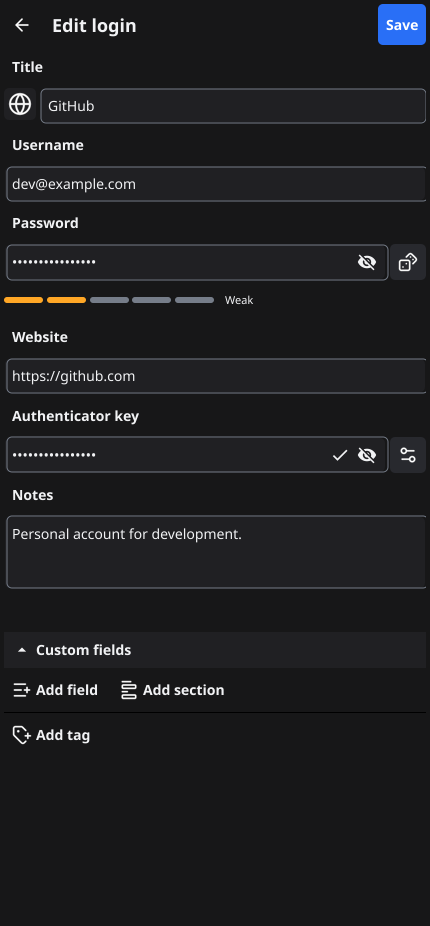 Edit login
Save
Title
GitHub
Username
dev@example.com
Password
••••••••••••••••
Weak
Website
https://github.com
Authenticator key
••••••••••••••••
Notes
Personal account for development.
Custom fields
Add field
Add section
Add tag